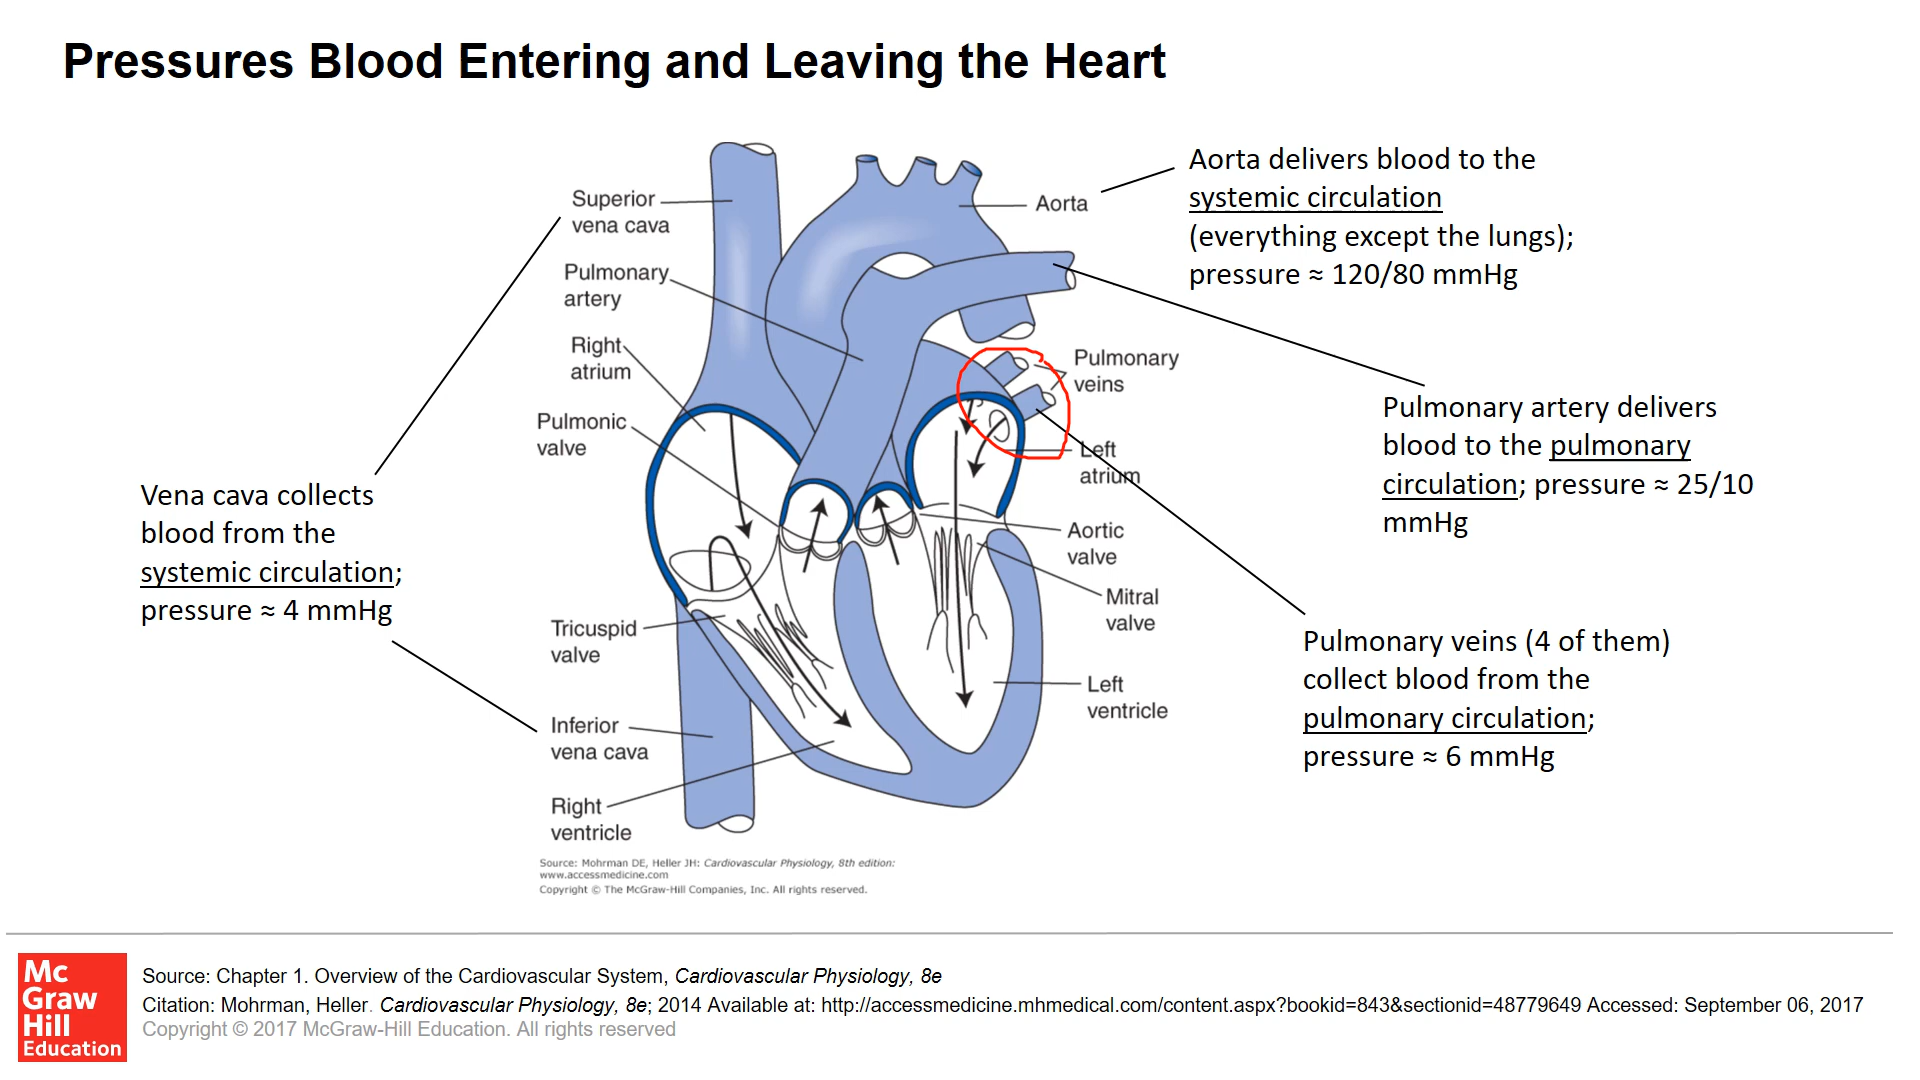 Pressures Blood Entering and Leaving the Heart
Superior
vena cava
Pulmonary
artery
Right
atrium
Pulmonic
valve
Vena cava collects
blood from the
systemic circulation;
pressure ≈ 4 mmHg
Tricuspid
valve
Inferior
vena cava
Right
ventricle
Aorta
Aorta delivers blood to the
systemic circulation
(everything except the lungs);
pressure ≈ 120/80 mmHg
Pulmonary
veins
Left
atrium
Aortic
valve
Mitral
valve
Left
ventricle
Pulmonary artery delivers
blood to the pulmonary
circulation; pressure ≈ 25/10
mmHg
Pulmonary veins (4 of them)
collect blood from the
pulmonary circulation;
pressure ≈ 6 mmHg
Source: Mohrman DE, Heller JH: Cardiovascular Physiology, 8th edition:
www.accessmedicine.com
Copyright © The McGraw-Hill Companies, Inc. All rights reserved.
Mc
Graw
Hill
Education
Source: Chapter 1. Overview of the Cardiovascular System, Cardiovascular Physiology, 8e
Citation: Mohrman, Heller. Cardiovascular Physiology, 8e; 2014 Available at: http://accessmedicine.mhmedical.com/content.aspx?bookid=843&sectionid=48779649 Accessed: September 06, 2017
Copyright © 2017 McGraw-Hill Education. All rights reserved